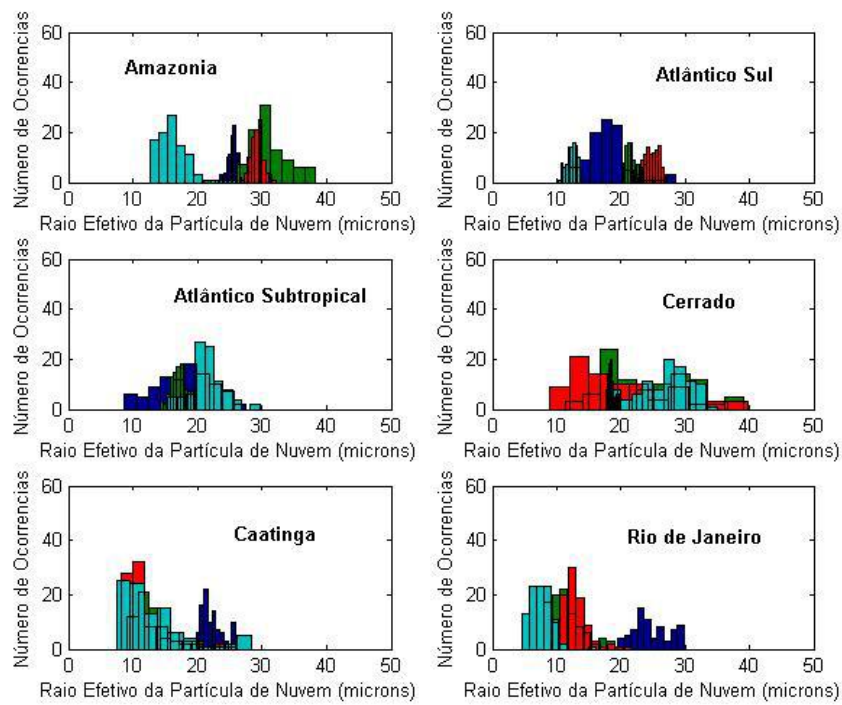 Amazonia
60
40
20
0
0 10 20 30 40 50
Número de Ocorrencias
Raio Efetivo da Partícula de Nuvem (microns)
Atlântico Sul
60
40
20
0
0 10 20 30 40 50
Número de Ocorrencias
Raio Efetivo da Partícula de Nuvem (microns)
Atlântico Subtropical
60
40
20
0
0 10 20 30 40 50
Número de Ocorrencias
Raio Efetivo da Partícula de Nuvem (microns)
Cerrado
60
40
20
0
0 10 20 30 40 50
Número de Ocorrencias
Raio Efetivo da Partícula de Nuvem (microns)
Caatinga
60
40
20
0
0 10 20 30 40 50
Número de Ocorrencias
Raio Efetivo da Partícula de Nuvem (microns)
Rio de Janeiro
60
40
20
0
0 10 20 30 40 50
Número de Ocorrencias
Raio Efetivo da Partícula de Nuvem (microns)